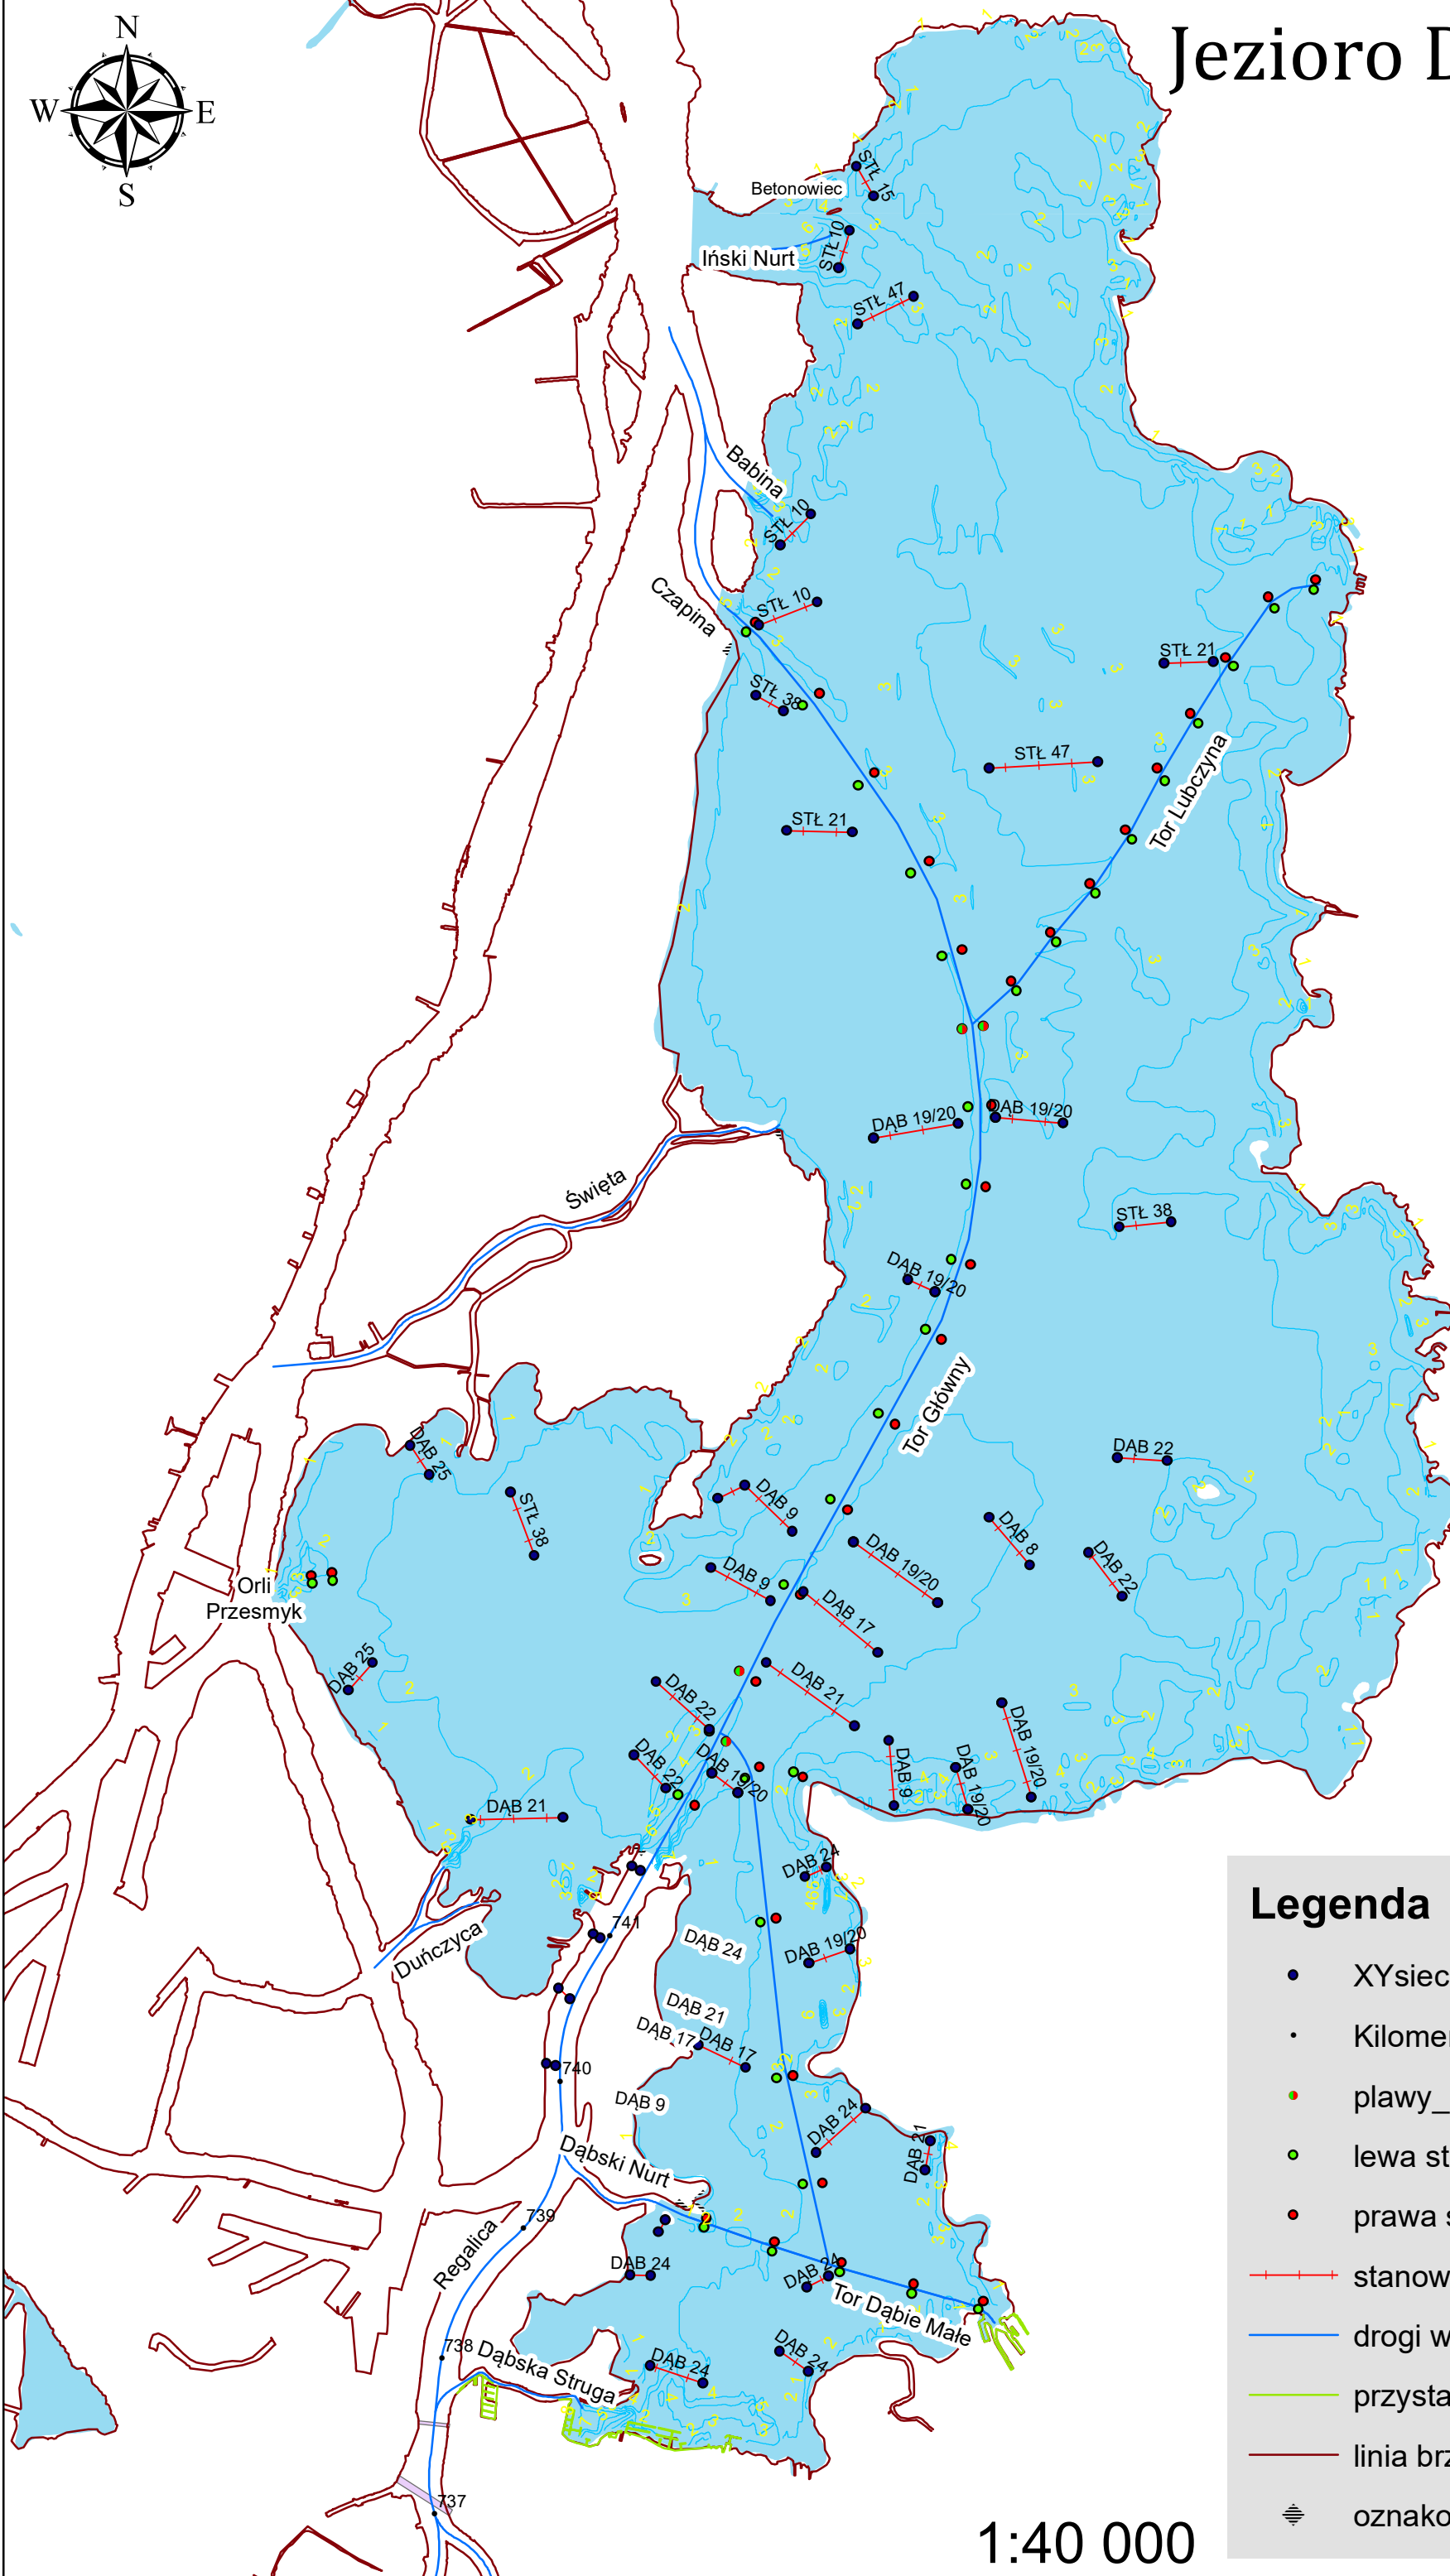 N
W
E
S
Jezioro D
Betonowiec
STŁ 15
STŁ 10
Iński Nurt
STŁ 47
Babina
STŁ 10
Czapina
STŁ 10
STŁ 21
STŁ 38
Tor Lubczyna
STŁ 47
STŁ 21
DĄB 19/20
DĄB 19/20
Święta
STŁ 38
DĄB 19/20
Tor Główny
DĄB 25
DĄB 22
STŁ 38
DĄB 9
DĄB 8
DĄB 19/20
DĄB 22
Orli
Przesmyk
DĄB 9
DĄB 17
DĄB 25
DĄB 21
DĄB 22
DĄB 19/20
DĄB 22
DĄB 19/20
DĄB 9
DĄB 19/20
DĄB 21
DĄB 24
Legenda
741
DĄB 24
DĄB 19/20
Duńczyca
XYsiec
DĄB 21
DĄB 17
DĄB 17
Kilome
740
DĄB 9
plawy_
DĄB 24
DĄB 21
lewa st
Dąbski Nurt
739
prawa s
Regalica
DĄB 24
DĄB 24
stanow
Tor Dąbie Małe
drogi w
738
Dąbska Struga
DĄB 24
DĄB 24
przysta
linia brz
737
oznako
1:40 000